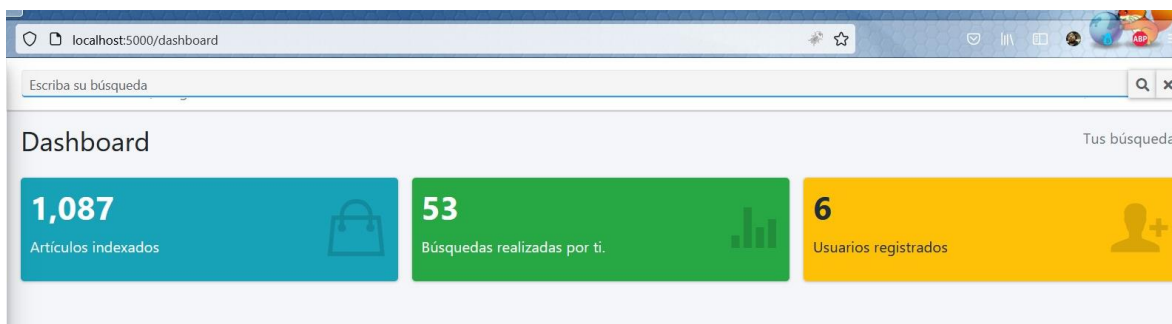 localhost:5000/dashboard
ABP
Escriba su búsqueda
Dashboard
Tus búsqueda
1,087
Artículos indexados
53
Búsquedas realizadas por ti.
6
Usuarios registrados